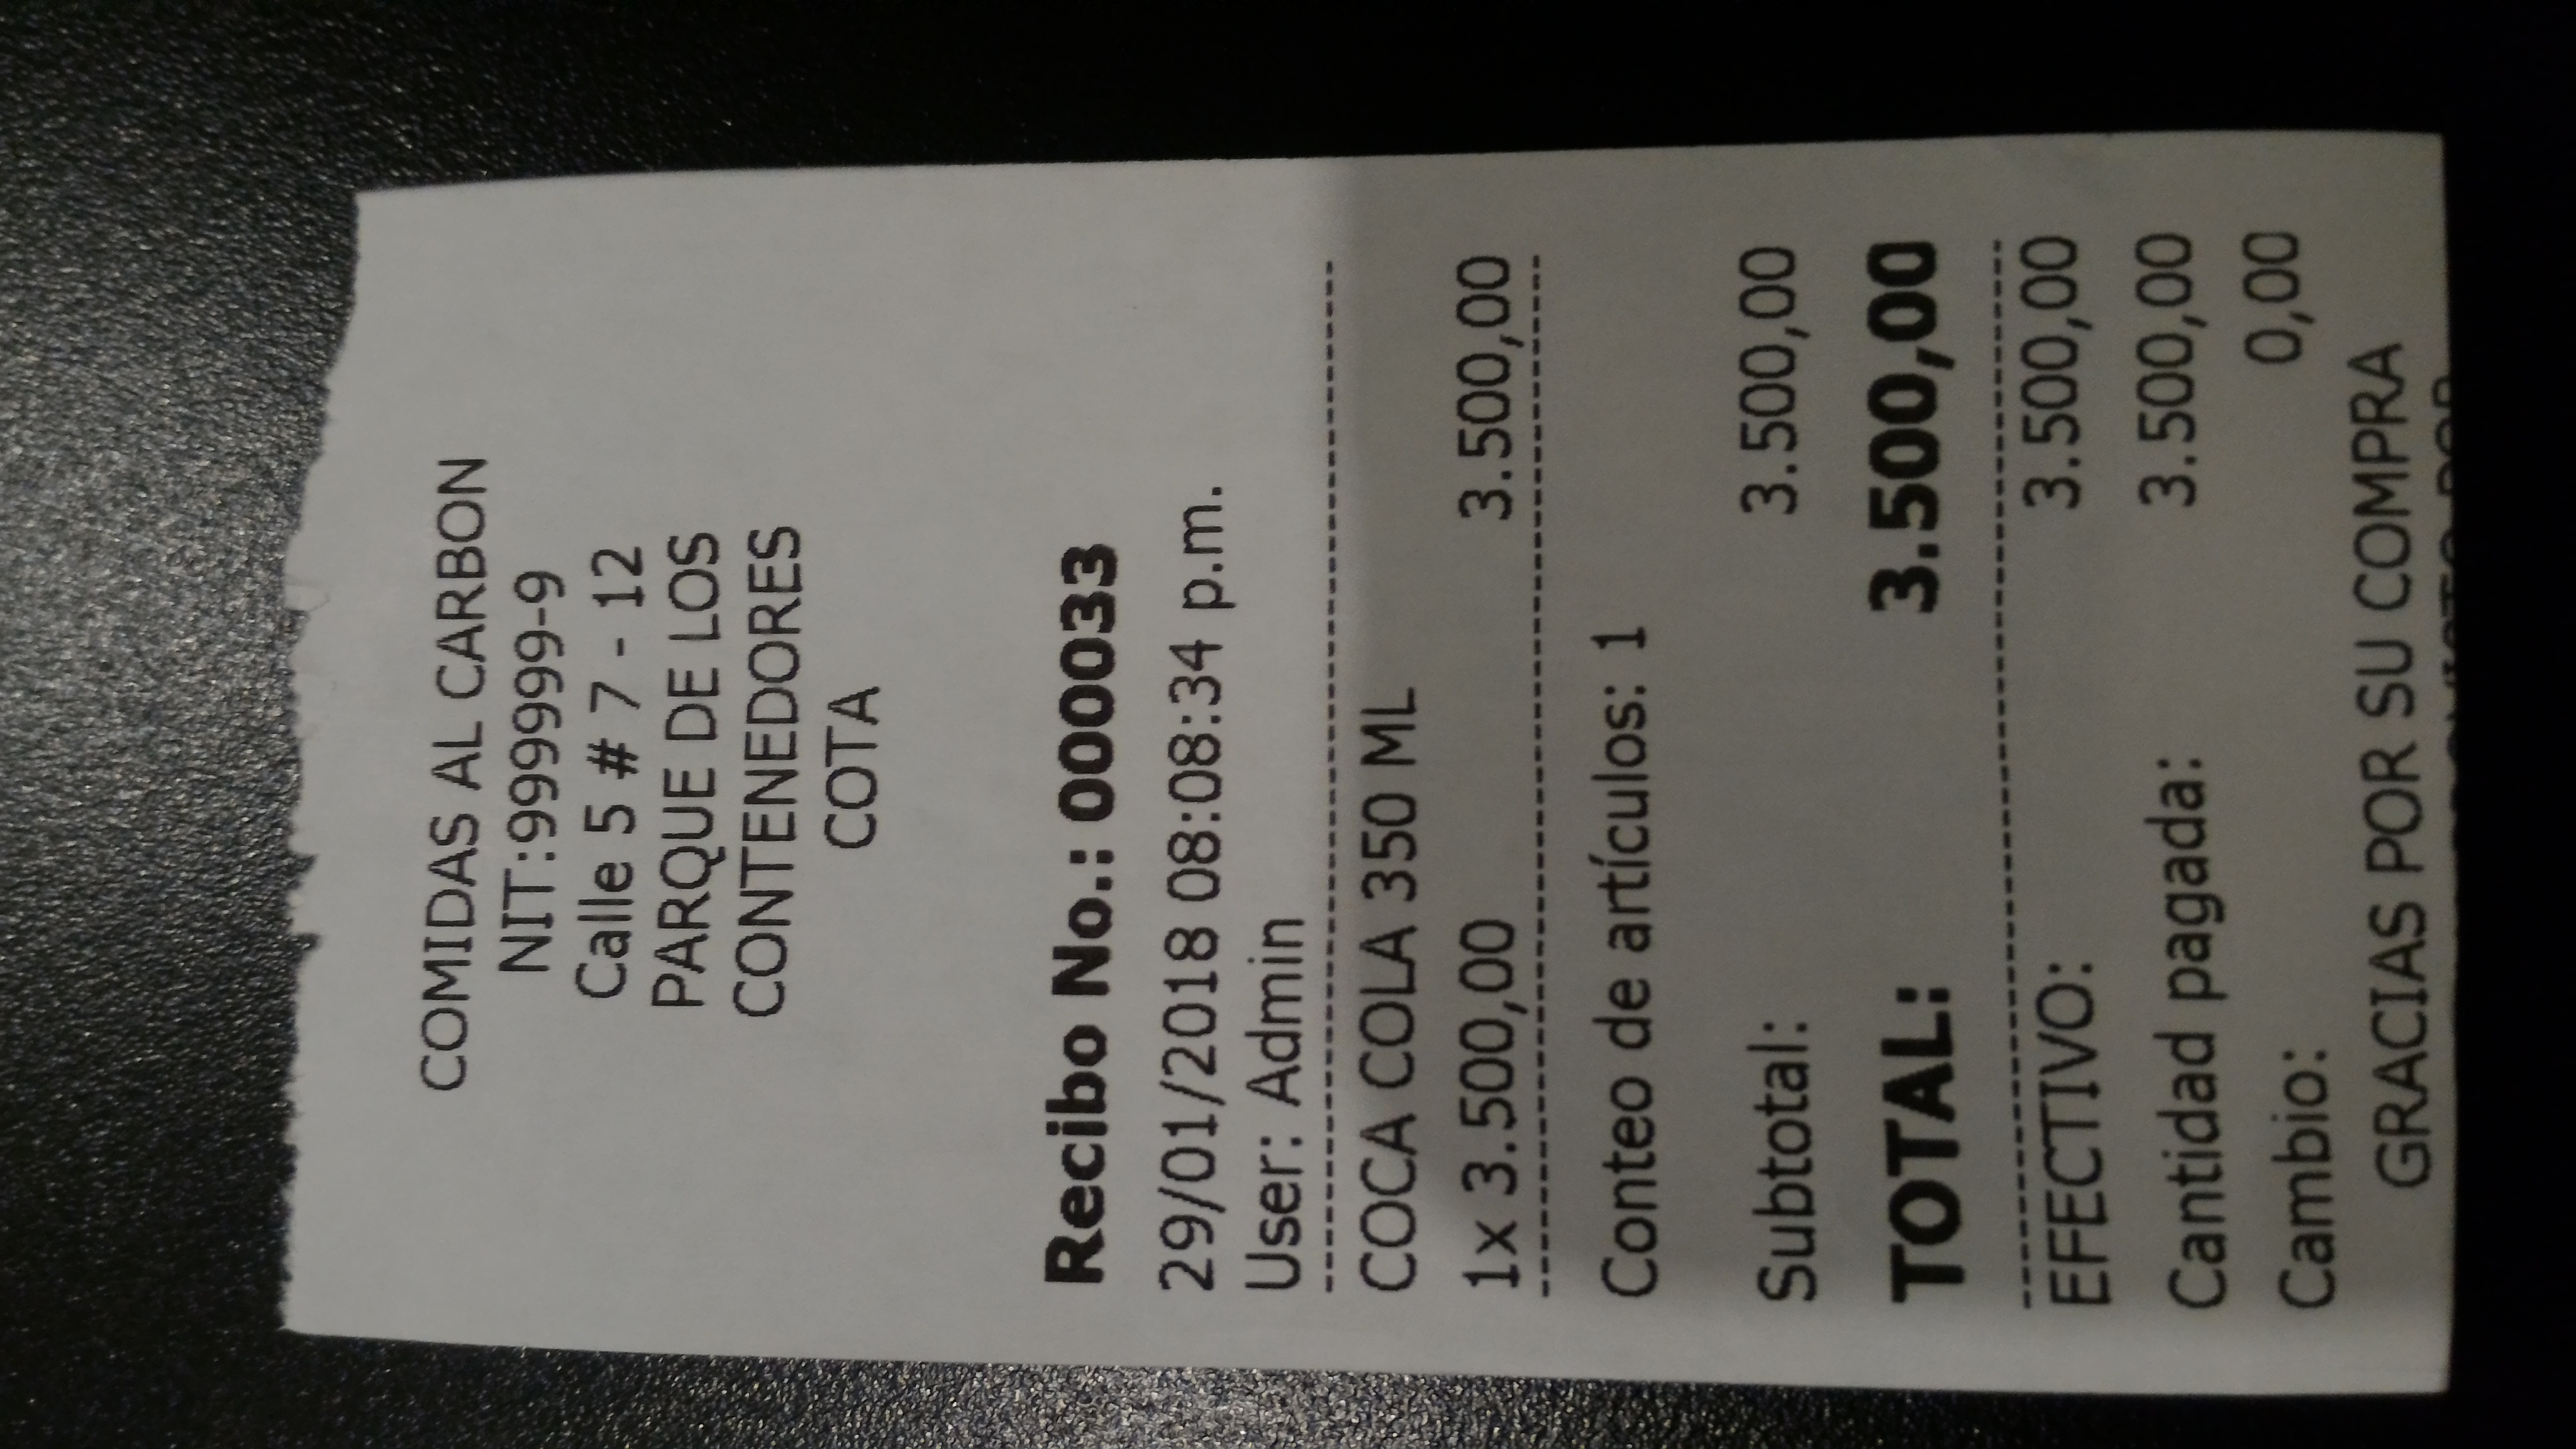 COMIDAS AL CARBON
NIT:999999-9
Calle 5 # 7 - 12
PARQUE DE LOS
CONTENEDORES
COTA
Recibo No.: 000033
29/01/2018 08:08:34 p.m.
User: Admin
COCA COLA 350 ML
1x 3.500,00 3.500,00
Conteo de artículos: 1
Subtotal: 3.500,00
TOTAL: 3.500,00
EFECTIVO: 3.500,00
Cantidad pagada: 3.500,00
Cambio: 0,00
GRACIAS POR SU COMPRA